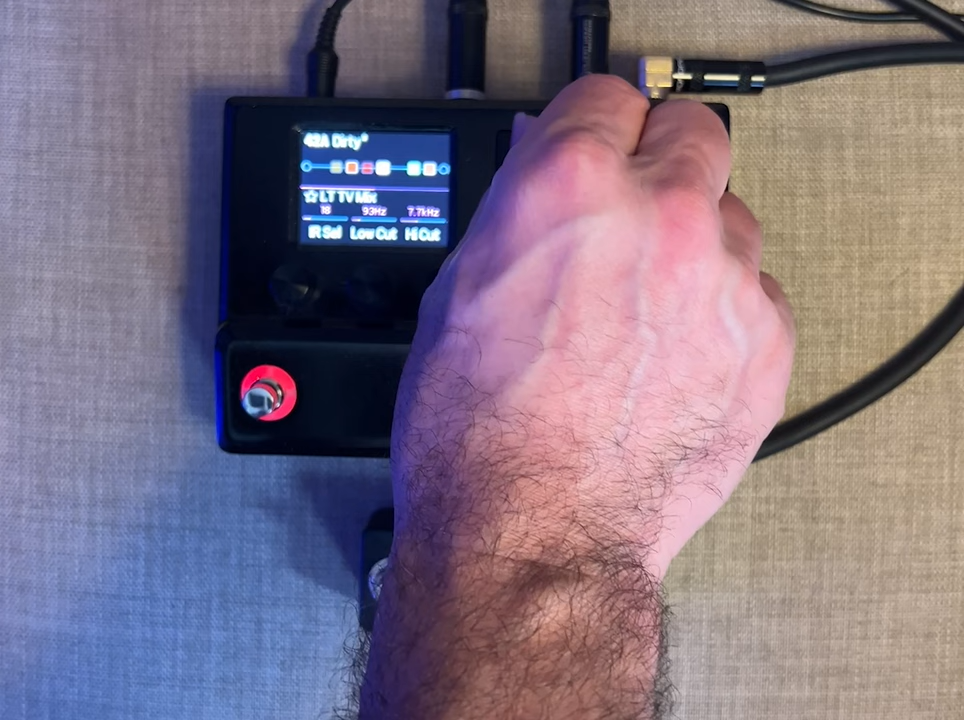 42A Dirty*
☆ LT TV Mix
18 93Hz 7.7kHz
IR Sel Low Cut Hi Cut